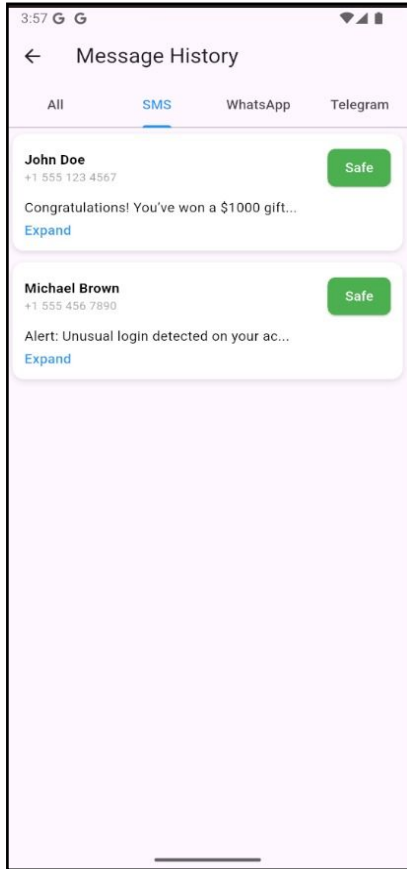 3:57 G G
Message History
All SMS WhatsApp Telegram
John Doe
+1 555 123 4567
Safe
Congratulations! You've won a $1000 gift...
Expand
Michael Brown
+1 555 456 7890
Safe
Alert: Unusual login detected on your ac...
Expand